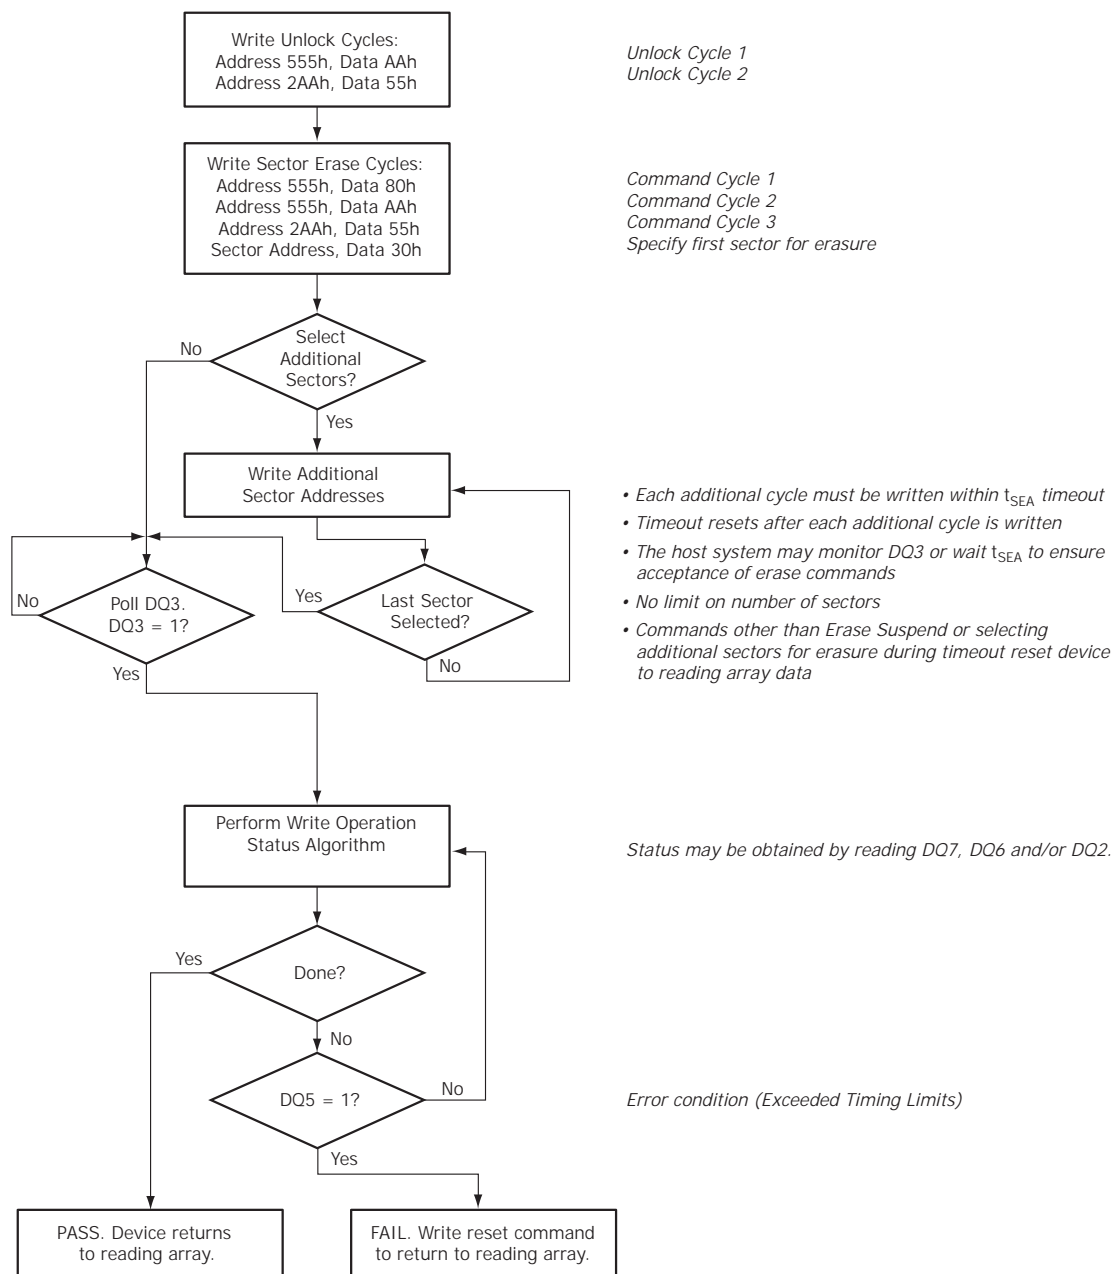 Write Unlock Cycles:
Address 555h, Data AAh
Address 2AAh, Data 55h
Unlock Cycle 1
Unlock Cycle 2
Write Sector Erase Cycles:
Address 555h, Data 80h
Address 555h, Data AAh
Address 2AAh, Data 55h
Sector Address, Data 30h
Command Cycle 1
Command Cycle 2
Command Cycle 3
Specify first sector for erasure
Select
Additional
Sectors?
No
Yes
Write Additional
Sector Addresses
• Each additional cycle must be written within tSEA timeout
• Timeout resets after each additional cycle is written
• The host system may monitor DQ3 or wait tSEA to ensure
acceptance of erase commands
• No limit on number of sectors
• Commands other than Erase Suspend or selecting
additional sectors for erasure during timeout reset device
to reading array data
No
Poll DQ3.
DQ3 = 1?
Yes
Yes
Last Sector
Selected?
No
Perform Write Operation
Status Algorithm
Status may be obtained by reading DQ7, DQ6 and/or DQ2.
Yes
Done?
No
DQ5 = 1?
No
Yes
Error condition (Exceeded Timing Limits)
PASS. Device returns
to reading array.
FAIL. Write reset command
to return to reading array.